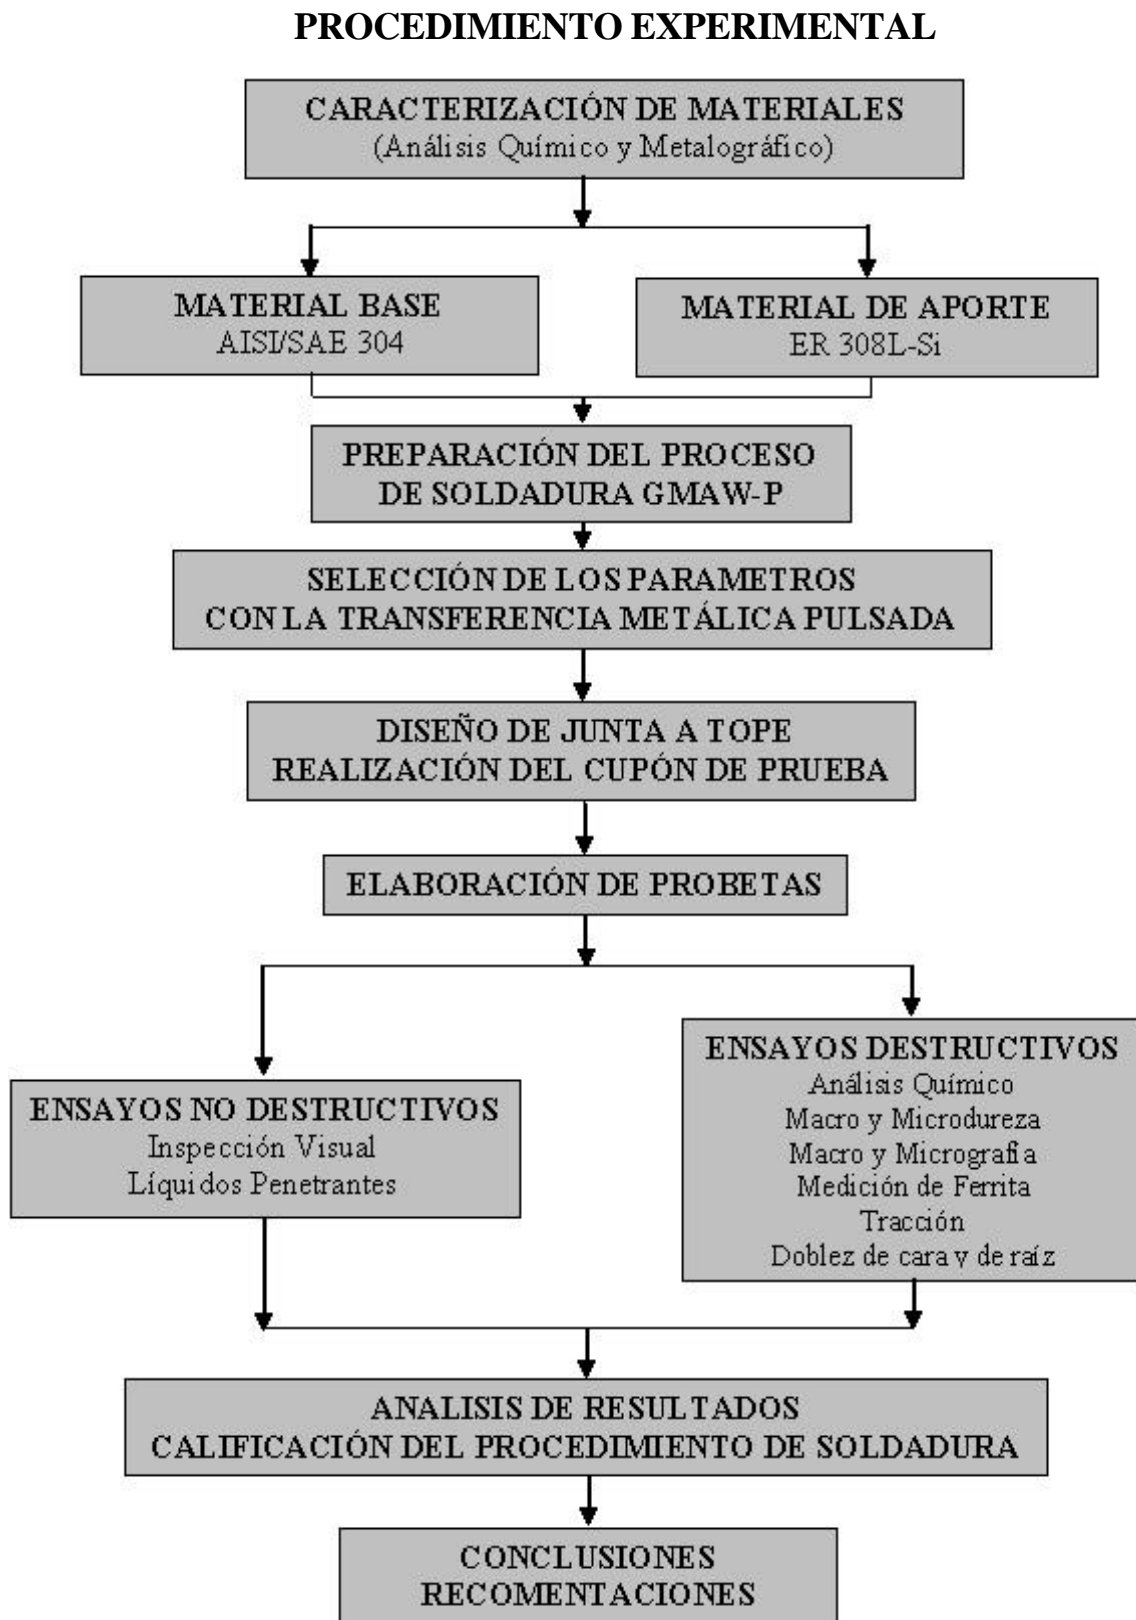 PROCEDIMIENTO EXPERIMENTAL
CARACTERIZACIÓN DE MATERIALES
(Análisis Químico y Metalográfico)
MATERIAL BASE
AISI/SAE 304
MATERIAL DE APORTE
ER 308L-Si
PREPARACIÓN DEL PROCESO
DE SOLDADURA GMAW-P
SELECCIÓN DE LOS PARAMETROS
CON LA TRANSFERENCIA METÁLICA PULSADA
DISEÑO DE JUNTA A TOPE
REALIZACIÓN DEL CUPÓN DE PRUEBA
ELABORACIÓN DE PROBETAS
ENSAYOS NO DESTRUCTIVOS
Inspección Visual
Líquidos Penetrantes
ENSAYOS DESTRUCTIVOS
Análisis Químico
Macro y Microdureza
Macro y Micrografía
Medición de Ferrita
Tracción
Doblez de cara y de raíz
ANALISIS DE RESULTADOS
CALIFICACIÓN DEL PROCEDIMIENTO DE SOLDADURA
CONCLUSIONES
RECOMENTACIONES